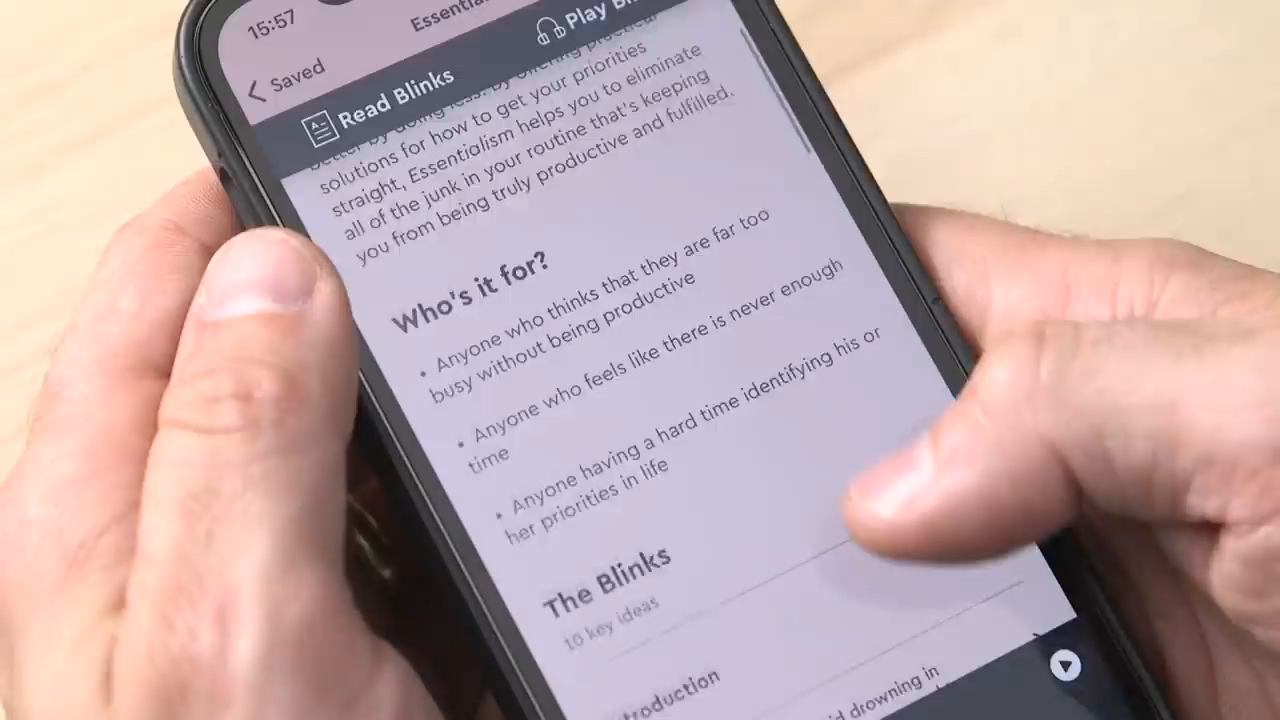 15:57
Essential
Saved
Read Blinks
Play Bli
better by doing less. By offering practical
solutions for how to get your priorities
straight, Essentialism helps you to eliminate
all of the junk in your routine that's keeping
you from being truly productive and fulfilled.
Who's it for?
• Anyone who thinks that they are far too
busy without being productive
• Anyone who feels like there is never enough
time
• Anyone having a hard time identifying his or
her priorities in life
The Blinks
10 key ideas
troduction
id drowning in